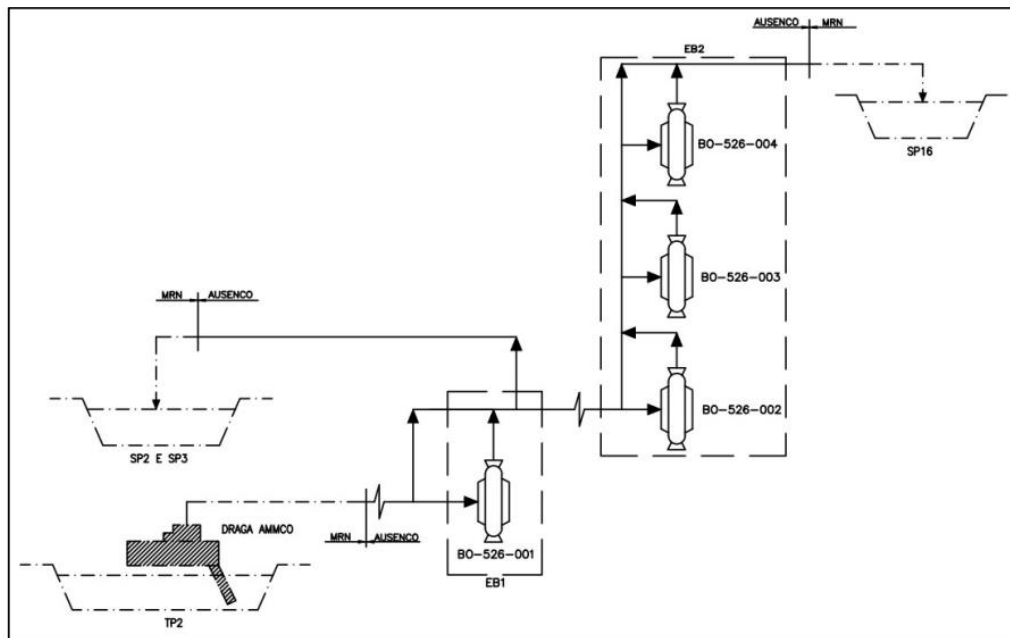 AUSENCO MRN
EB2
BO-526-004
SP16
BO-526-003
MRN AUSENCO
BO-526-002
SP2 E SP3
DRAGA AMMCO
MRN AUSENCO
BO-526-001
EB1
TP2